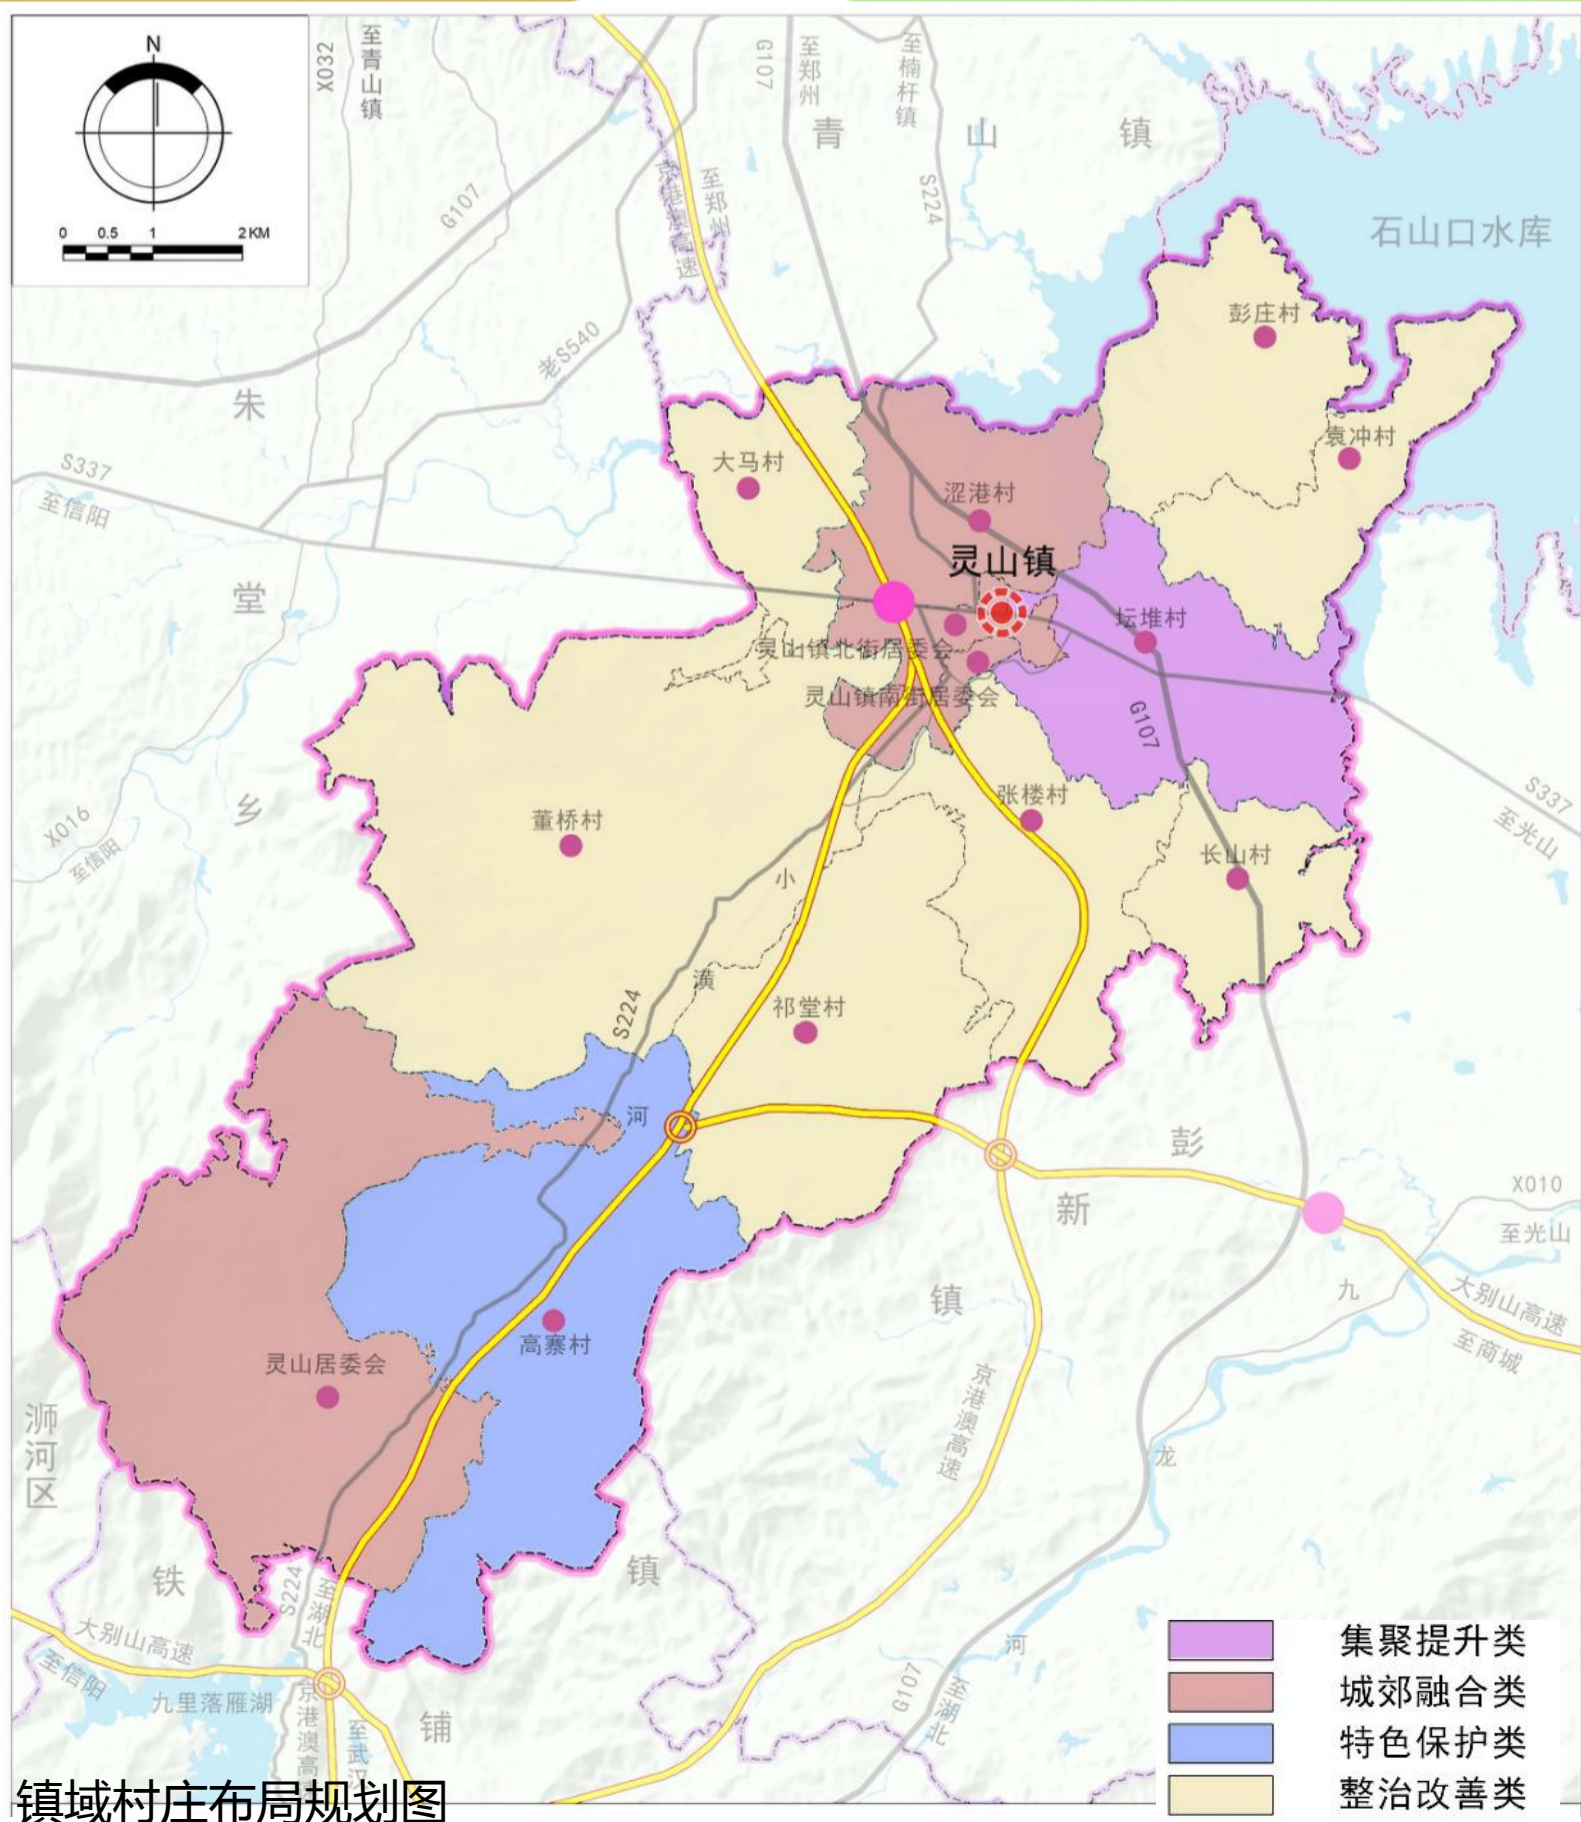 N
0 0.5 1 2KM
X032
至青山镇
G107
至郑州
至楠杆镇
青山镇
G107
京港澳高速
至郑州
S224
石山口水库
彭庄村
老S540
朱堂乡
袁冲村
大马村
S337
至信阳
涩港村
灵山镇
坛堆村
灵山镇北街居委会
灵山镇南街居委会
G107
张楼村
S337
至光山
X016
至信阳
董桥村
长山村
小潢河
祁堂村
S224
彭新镇
X010
至光山
大别山高速
至商城
高寨村
灵山居委会
京港澳高速
九龙河
浉河区
铁铺镇
S224
至湖北
大别山高速
至信阳
九里落雁湖
京港澳高速
至武汉
G107
至湖北
集聚提升类
城郊融合类
特色保护类
整治改善类
镇域村庄布局规划图